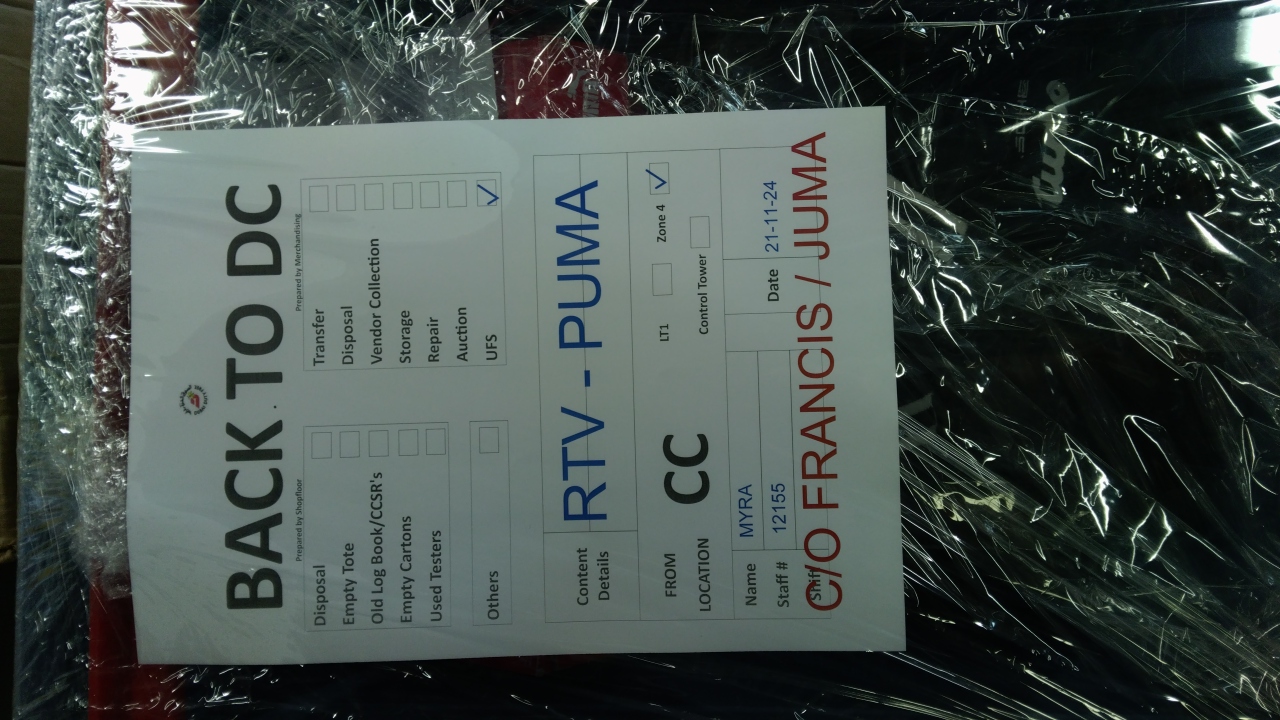 BACK TO DC
Prepared by Shopfloor
Disposal
Empty Tote
Old Log Book/CCSR's
Empty Cartons
Used Testers
Others
Prepared by Merchandising
Transfer
Disposal
Vendor Collection
Storage
Repair
Auction
UFS ✓
Content Details RTV - PUMA
FROM LOCATION CC
LT1 Zone 4 ✓
Control Tower
Name MYRA
Staff # 12155 Date 21-11-24
Shift
C/O FRANCIS / JUMA